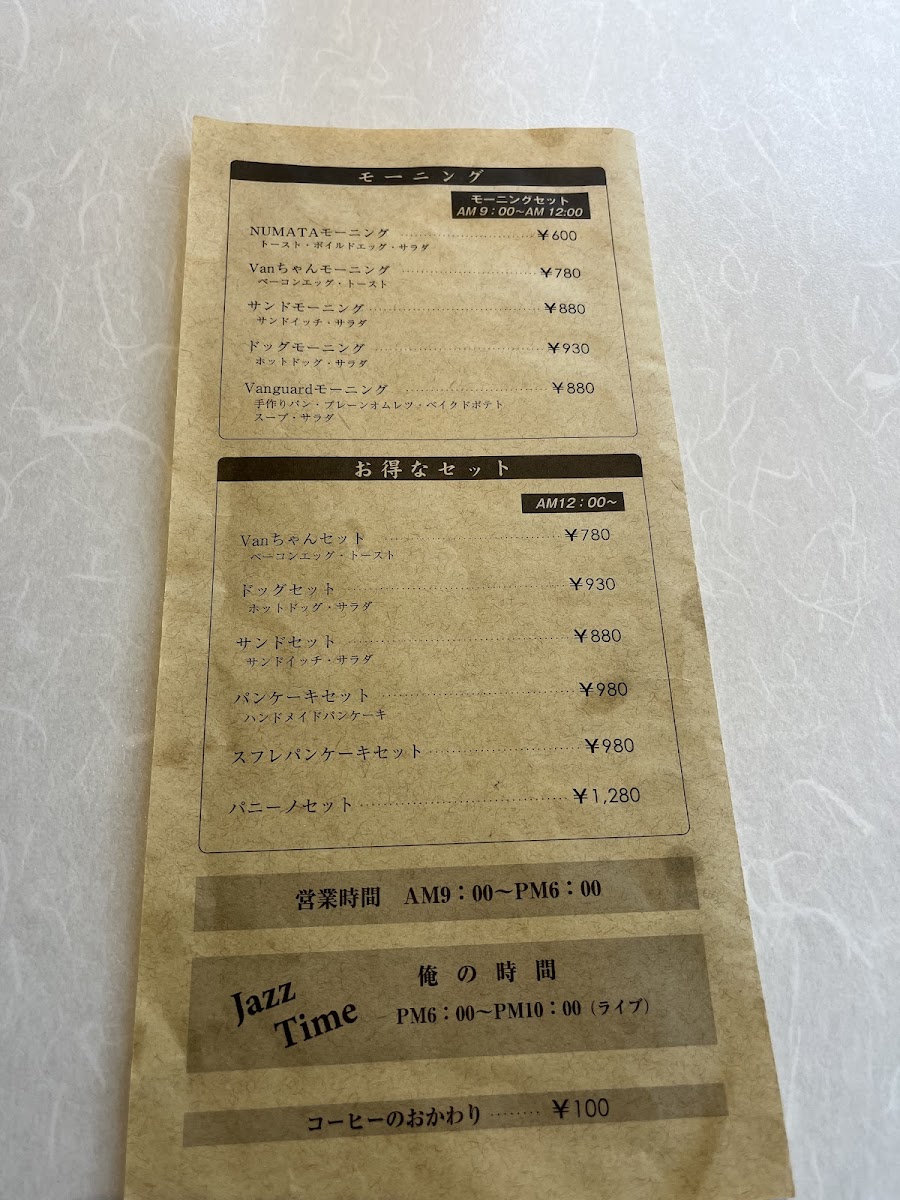 モーニング
モーニングセット
AM 9：00~AM 12:00
NUMATAモーニング ¥600
トースト・ボイルドエッグ・サラダ
Vanちゃんモーニング ¥780
ベーコンエッグ・トースト
サンドモーニング ¥880
サンドイッチ・サラダ
ドッグモーニング ¥930
ホットドッグ・サラダ
Vanguardモーニング ¥880
手作りパン・プレーンオムレツ・ベイクドポテト
スープ・サラダ
お得なセット
AM12：00~
Vanちゃんセット ¥780
ベーコンエッグ・トースト
ドッグセット ¥930
ホットドッグ・サラダ
サンドセット ¥880
サンドイッチ・サラダ
パンケーキセット ¥980
ハンドメイドパンケーキ
スフレパンケーキセット ¥980
パニーノセット ¥1,280
営業時間 AM9：00〜PM6：00
Jazz Time
俺の時間
PM6：00〜PM10：00（ライブ）
コーヒーのおかわり ¥100